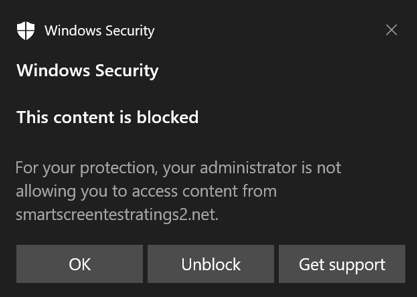 Windows Security
Windows Security
This content is blocked
For your protection, your administrator is not
allowing you to access content from
smartscreentestratings2.net.
OK
Unblock
Get support